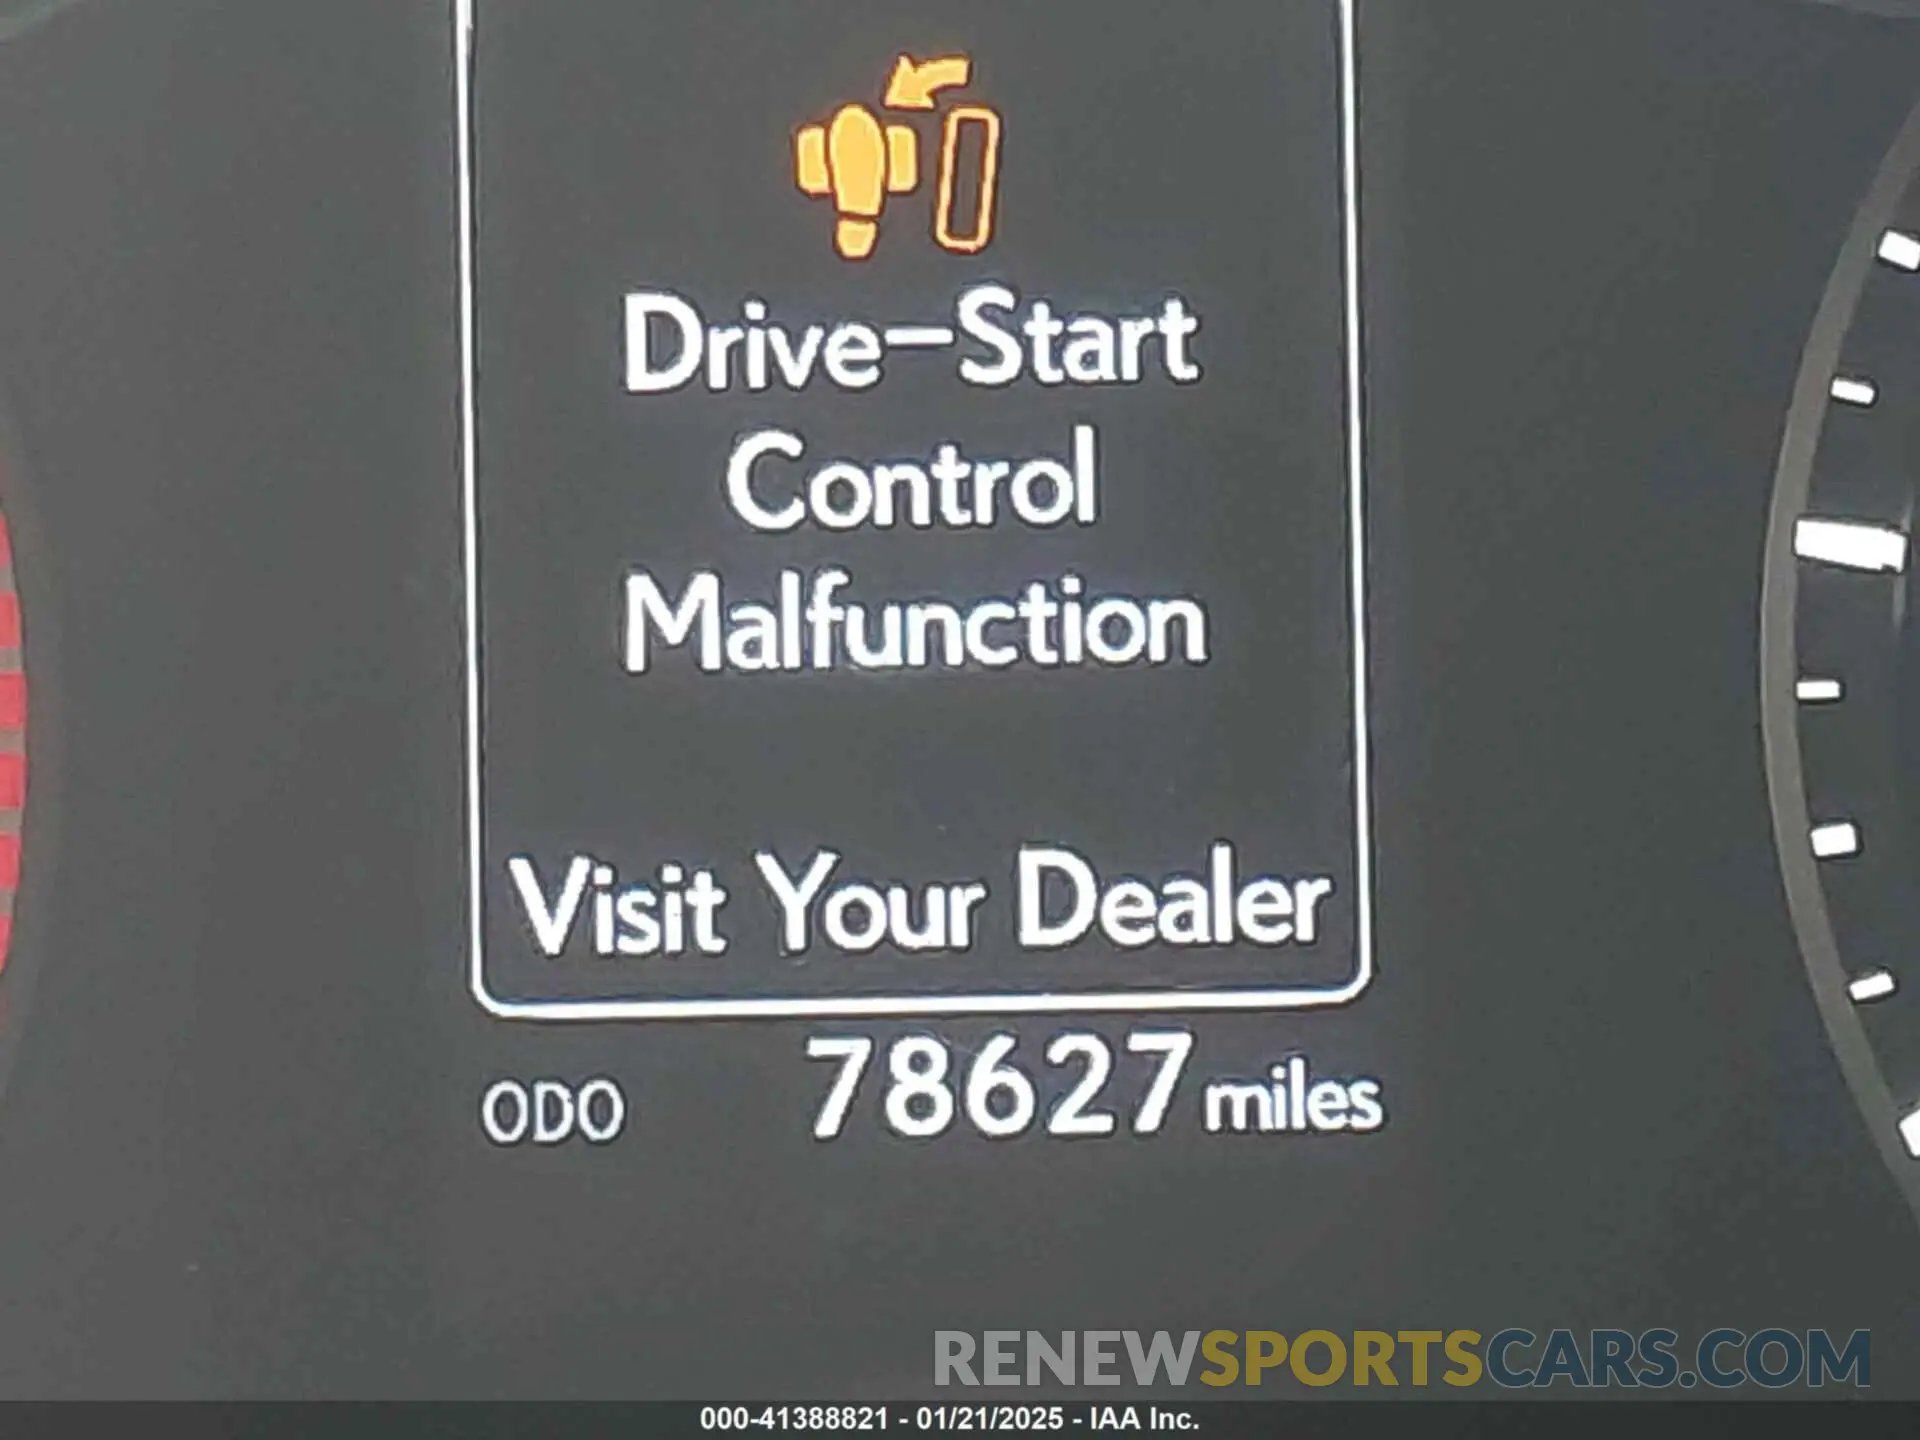 Drive-Start
Control
Malfunction
Visit Your Dealer
ODO 78627 miles
RENEWSPORTSCARS.COM
000-41388821 - 01/21/2025 - IAA Inc.